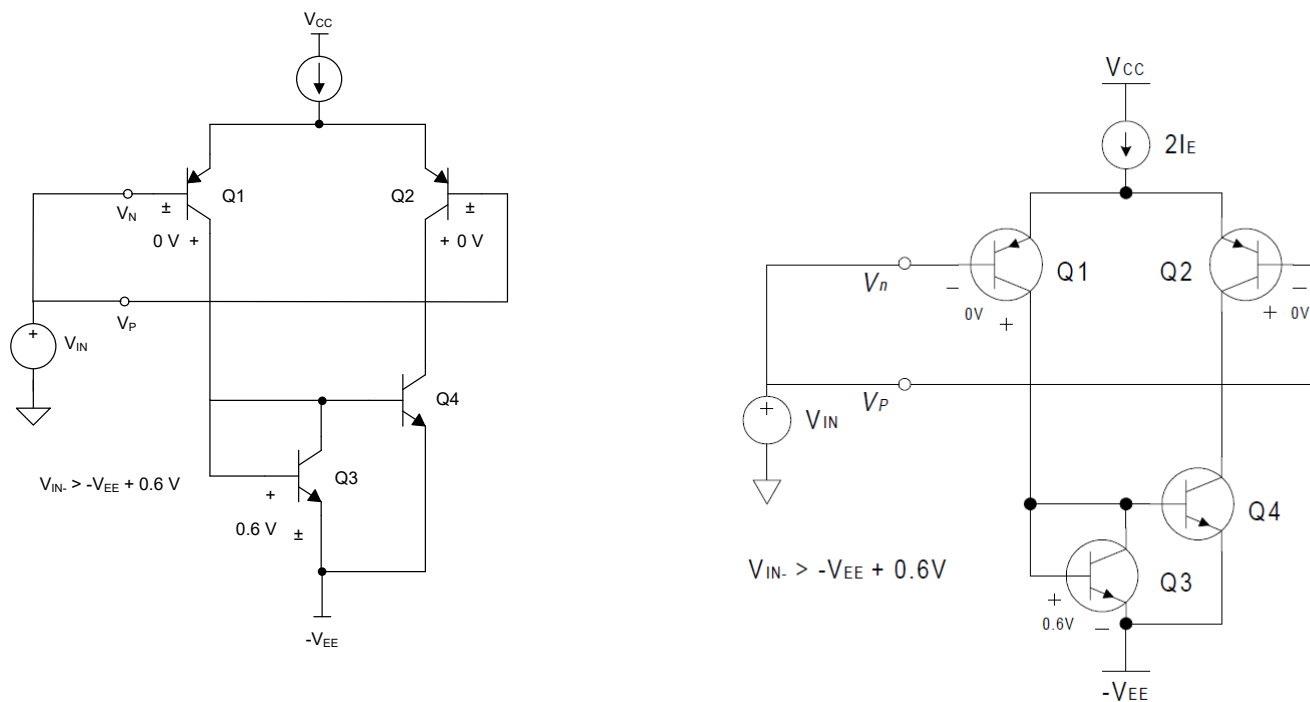 VCC
Q1
Q2
VN
±
±
0 V +
+ 0 V
VP
+
VIN
Q4
VIN- > -VEE + 0.6 V
Q3
+
0.6 V
±
-VEE
VCC
2IE
Q1
Q2
Vn
−
−
0V
+
+
0V
VP
+
VIN
Q4
VIN- > -VEE + 0.6V
Q3
+
0.6V
−
-VEE